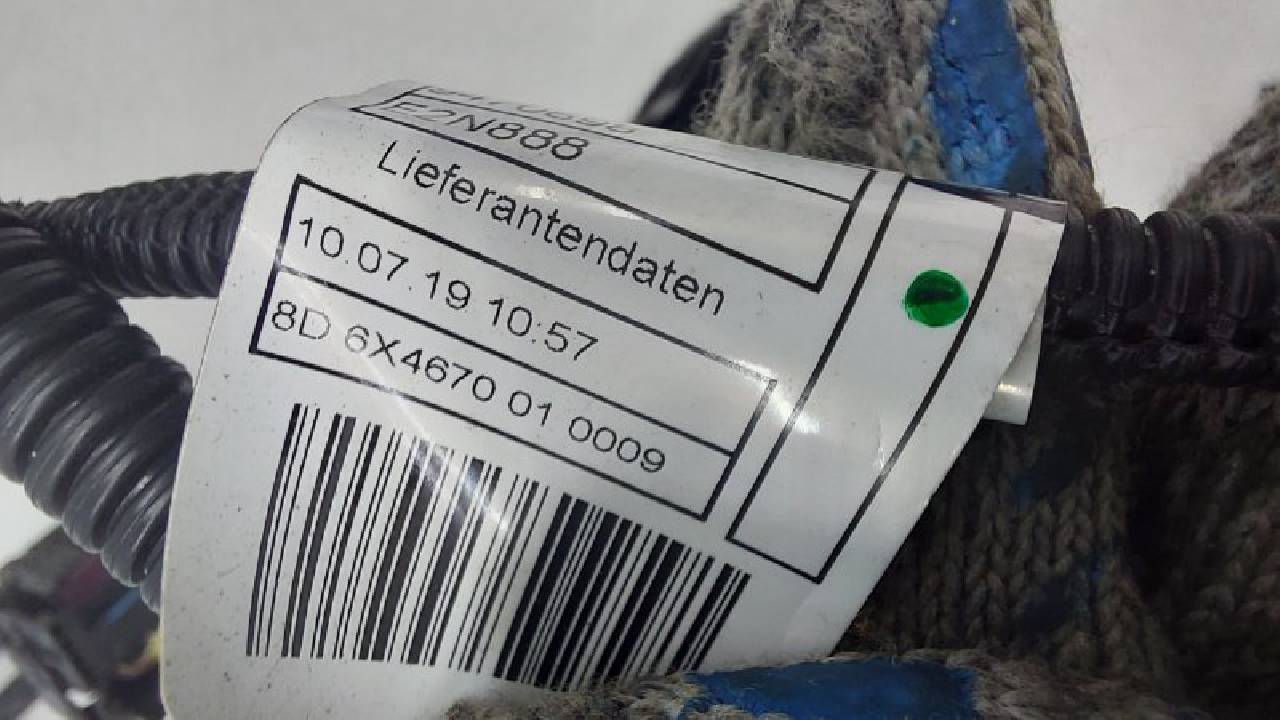 E2N888
Lieferantendaten
10.07.19 10:57
8D 6X4670 01 0009